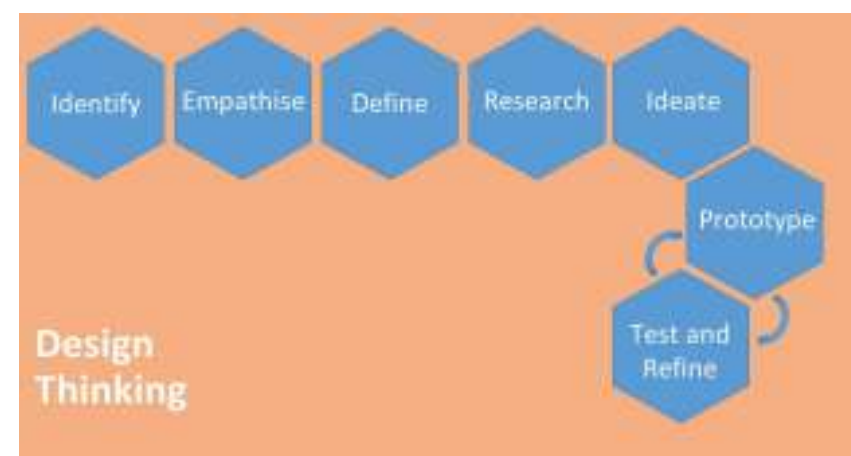 Identify
Empathise
Define
Research
Ideate
Prototype
Test and
Refine
Design
Thinking